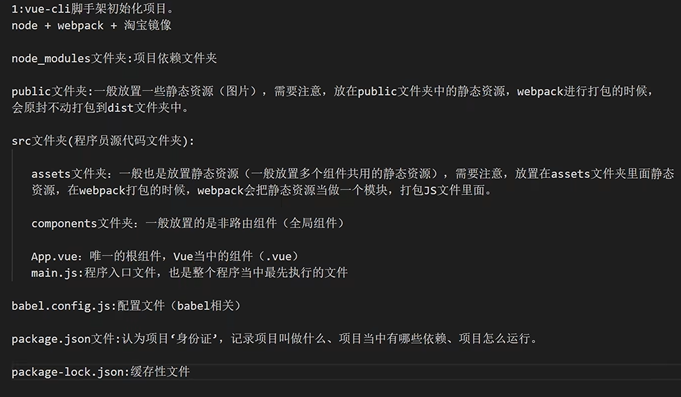 1:vue-cli脚手架初始化项目。
node + webpack + 淘宝镜像
node_modules文件夹:项目依赖文件夹
public文件夹:一般放置一些静态资源（图片），需要注意，放在public文件夹中的静态资源，webpack进行打包的时候，
会原封不动打包到dist文件夹中。
src文件夹(程序员源代码文件夹):
assets文件夹: 一般也是放置静态资源（一般放置多个组件共用的静态资源），需要注意，放置在assets文件夹里面静态
资源，在webpack打包的时候，webpack会把静态资源当做一个模块，打包JS文件里面。
components文件夹: 一般放置的是非路由组件（全局组件）
App.vue: 唯一的根组件，Vue当中的组件（.vue）
main.js:程序入口文件，也是整个程序当中最先执行的文件
babel.config.js:配置文件（babel相关）
package.json文件:认为项目‘身份证’，记录项目叫做什么、项目当中有哪些依赖、项目怎么运行。
package-lock.json:缓存性文件